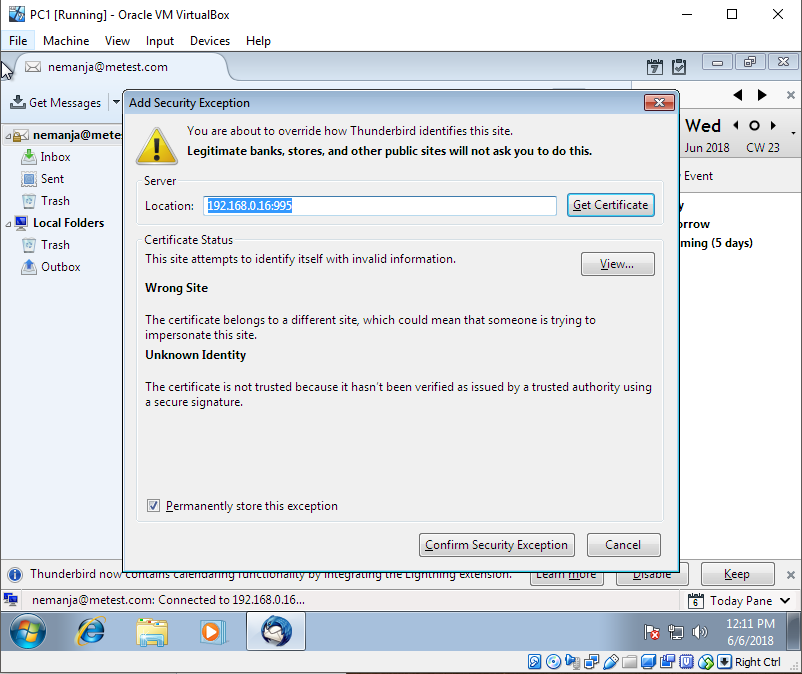 PC1 [Running] - Oracle VM VirtualBox
File Machine View Input Devices Help
nemanja@metest.com
7
Get Messages
Add Security Exception
You are about to override how Thunderbird identifies this site.
Legitimate banks, stores, and other public sites will not ask you to do this.
Server
Location: 192.168.0.16:995 Get Certificate
Certificate Status
This site attempts to identify itself with invalid information.
View...
Wrong Site
The certificate belongs to a different site, which could mean that someone is trying to
impersonate this site.
Unknown Identity
The certificate is not trusted because it hasn't been verified as issued by a trusted authority using
a secure signature.
Permanently store this exception
Confirm Security Exception Cancel
nemanja@mete
Inbox
Sent
Trash
Local Folders
Trash
Outbox
Wed
Jun 2018 CW 23
Event
y
orrow
ming (5 days)
Thunderbird now contains calendaring functionality by integrating the Lightning extension. Learn more Disable Keep
nemanja@metest.com: Connected to 192.168.0.16... 6 Today Pane
12:11 PM
6/6/2018
Right Ctrl